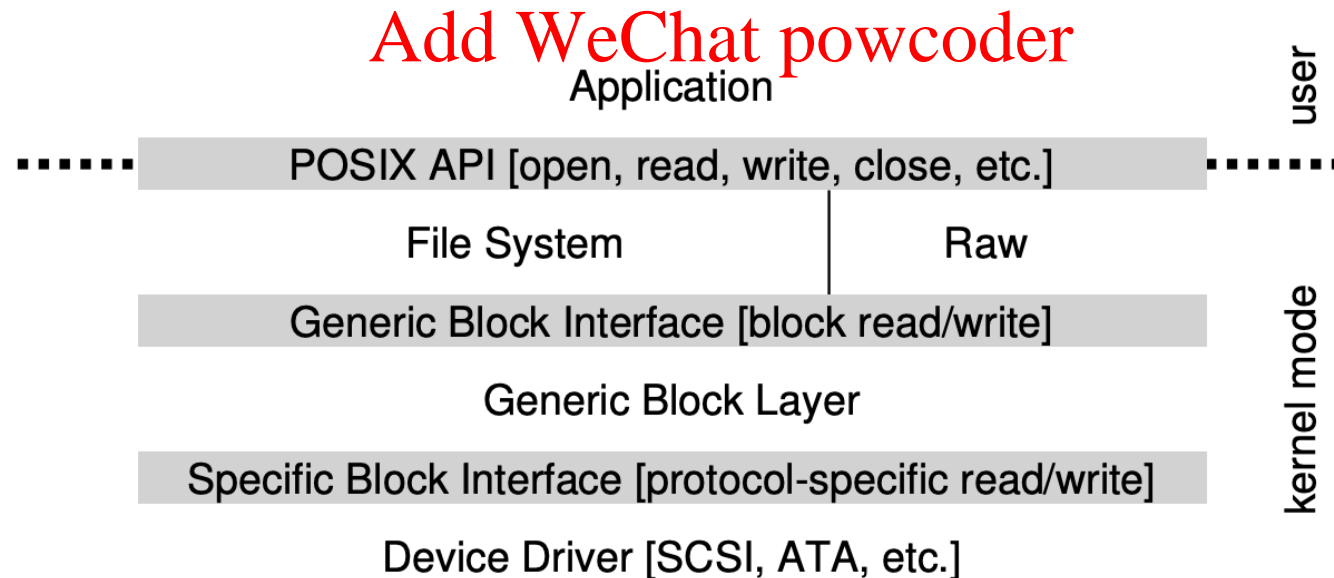 Add WeChat powcoder
Application
user
POSIX API [open, read, write, close, etc.]
File System
Raw
Generic Block Interface [block read/write]
Generic Block Layer
kernel mode
Specific Block Interface [protocol-specific read/write]
Device Driver [SCSI, ATA, etc.]